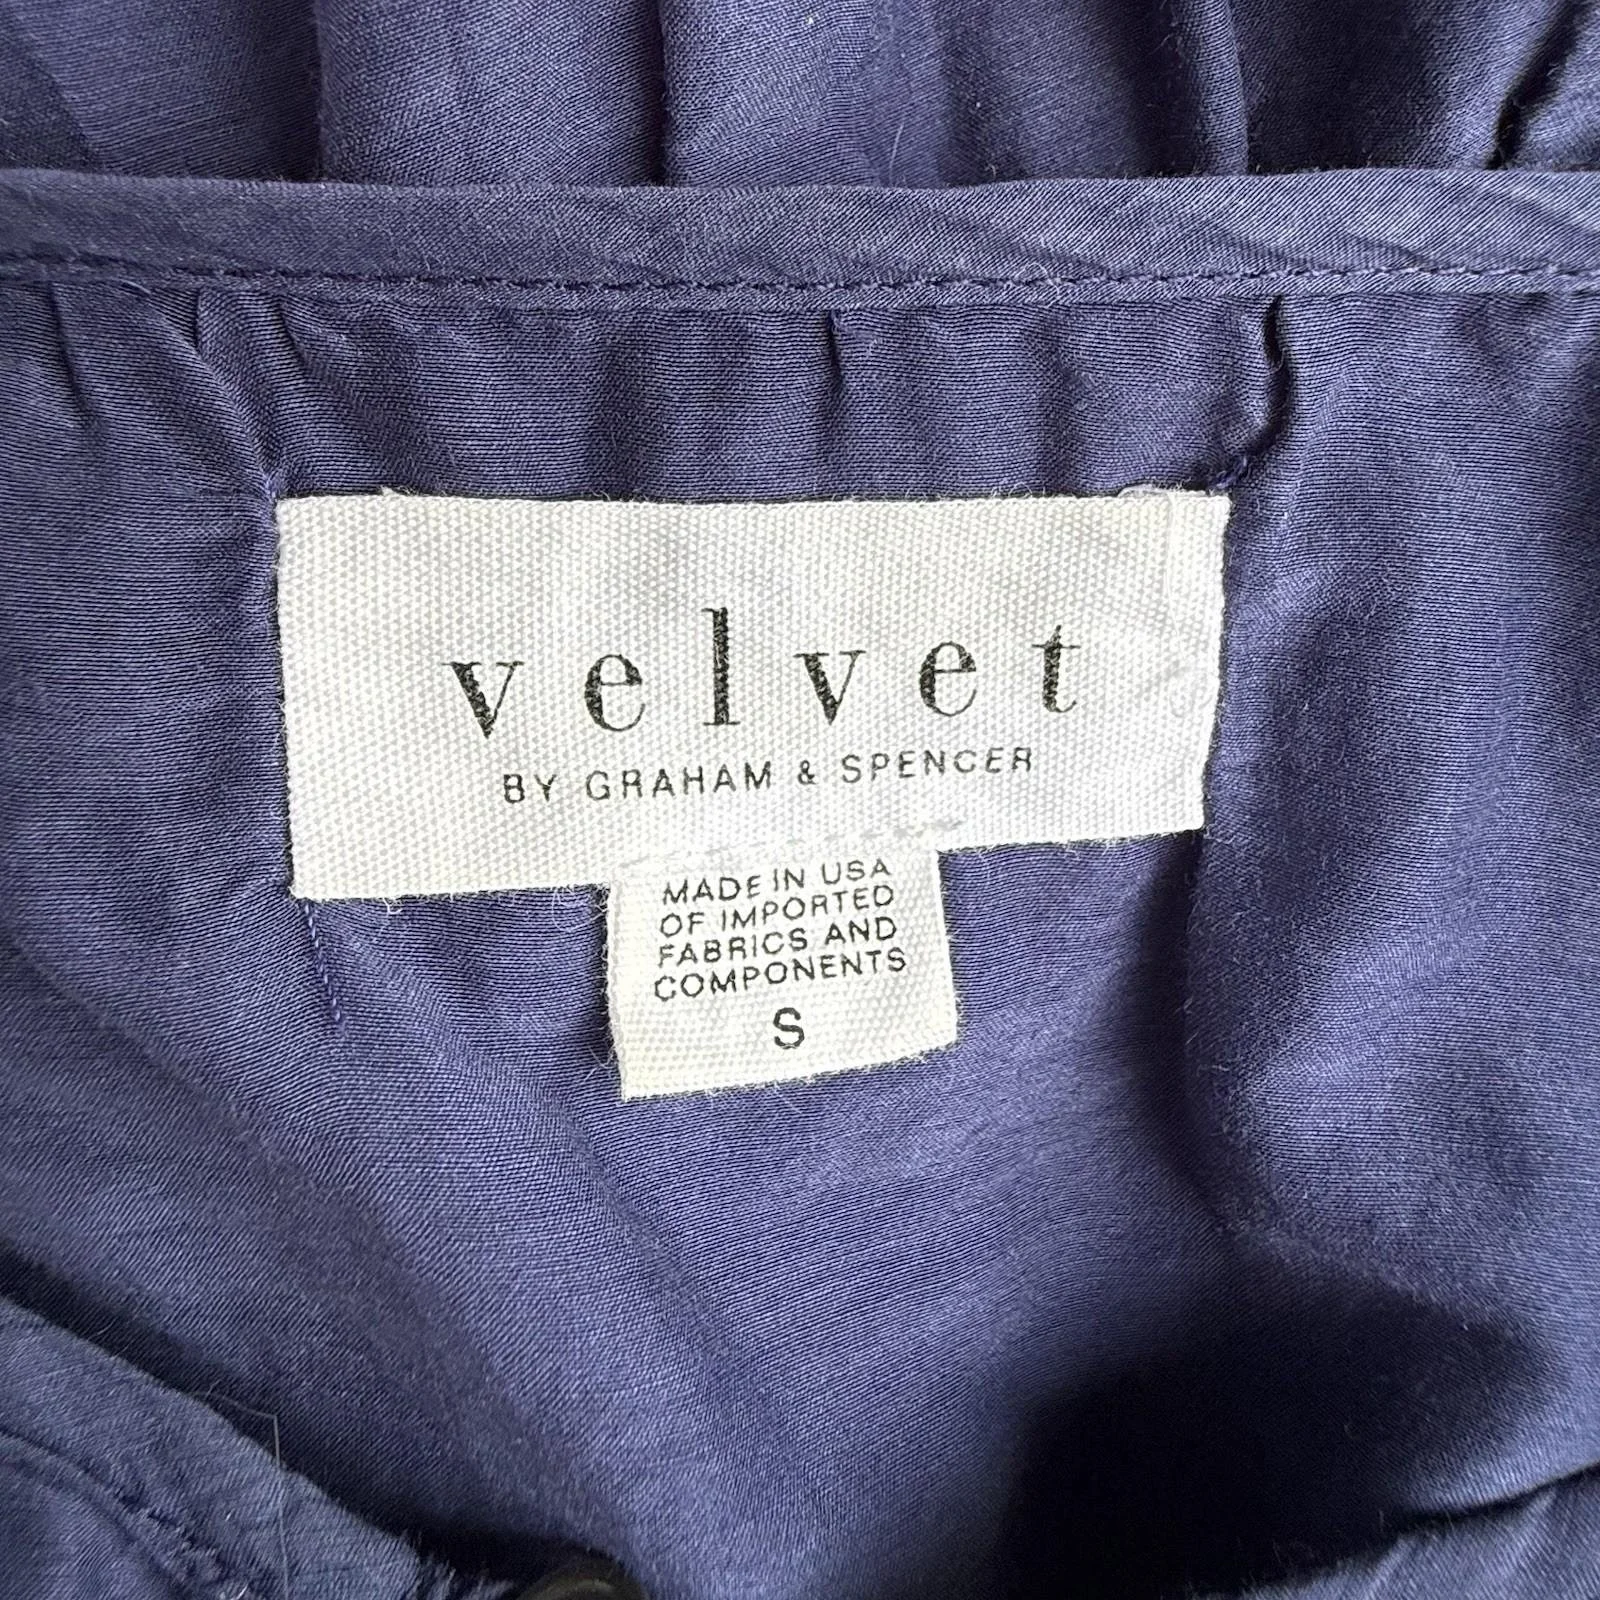 velvet
BY GRAHAM & SPENCER
MADE IN USA
OF IMPORTED
FABRICS AND
COMPONENTS
S